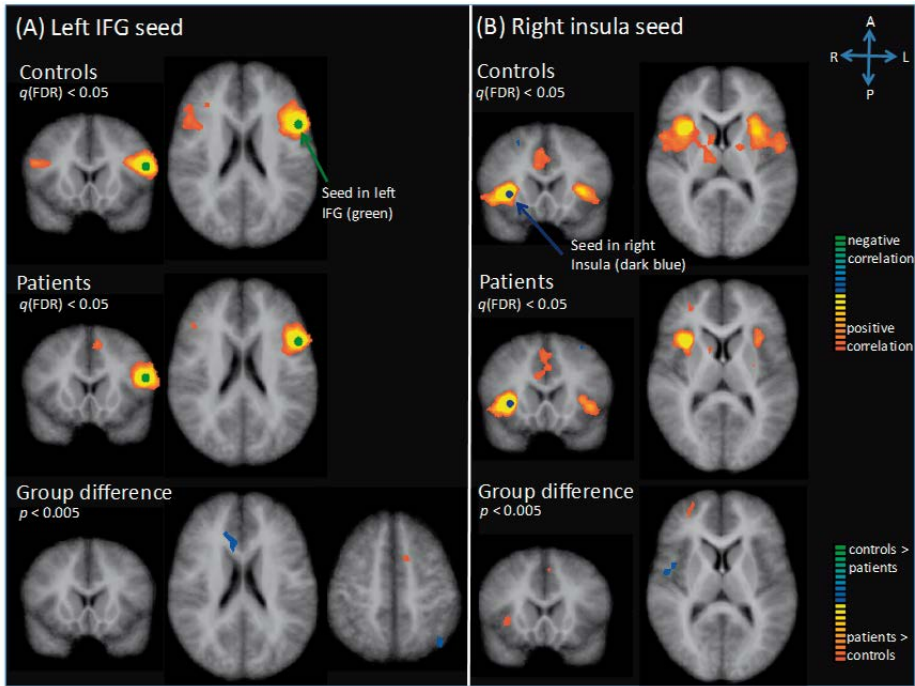 (A) Left IFG seed
Controls
q(FDR) < 0.05
Seed in left
IFG (green)
Patients
q(FDR) < 0.05
Group difference
p < 0.005
(B) Right insula seed
Controls
q(FDR) < 0.05
Seed in right
Insula (dark blue)
Patients
q(FDR) < 0.05
Group difference
p < 0.005
A
R
L
P
negative
correlation
positive
correlation
controls >
patients
patients >
controls